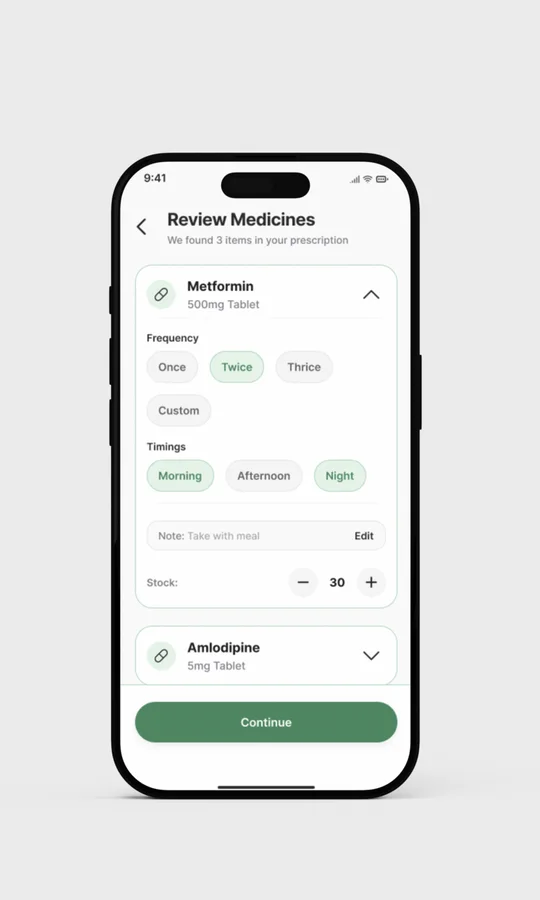 9:41
Review Medicines
We found 3 items in your prescription
Metformin
500mg Tablet
Frequency
Once Twice Thrice
Custom
Timings
Morning Afternoon Night
Note: Take with meal Edit
Stock: − 30 +
Amlodipine
5mg Tablet
Continue